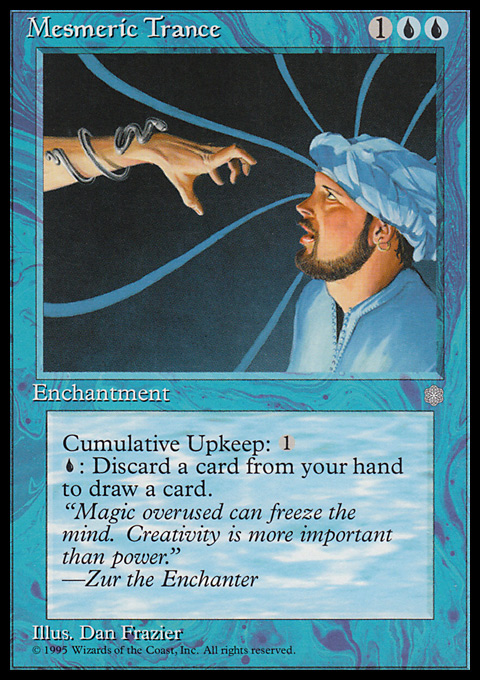 Mesmeric Trance 1
Enchantment
Cumulative Upkeep: 1
: Discard a card from your hand
to draw a card.
“Magic overused can freeze the
mind. Creativity is more important
than power.”
—Zur the Enchanter
Illus. Dan Frazier
© 1995 Wizards of the Coast, Inc. All rights reserved.